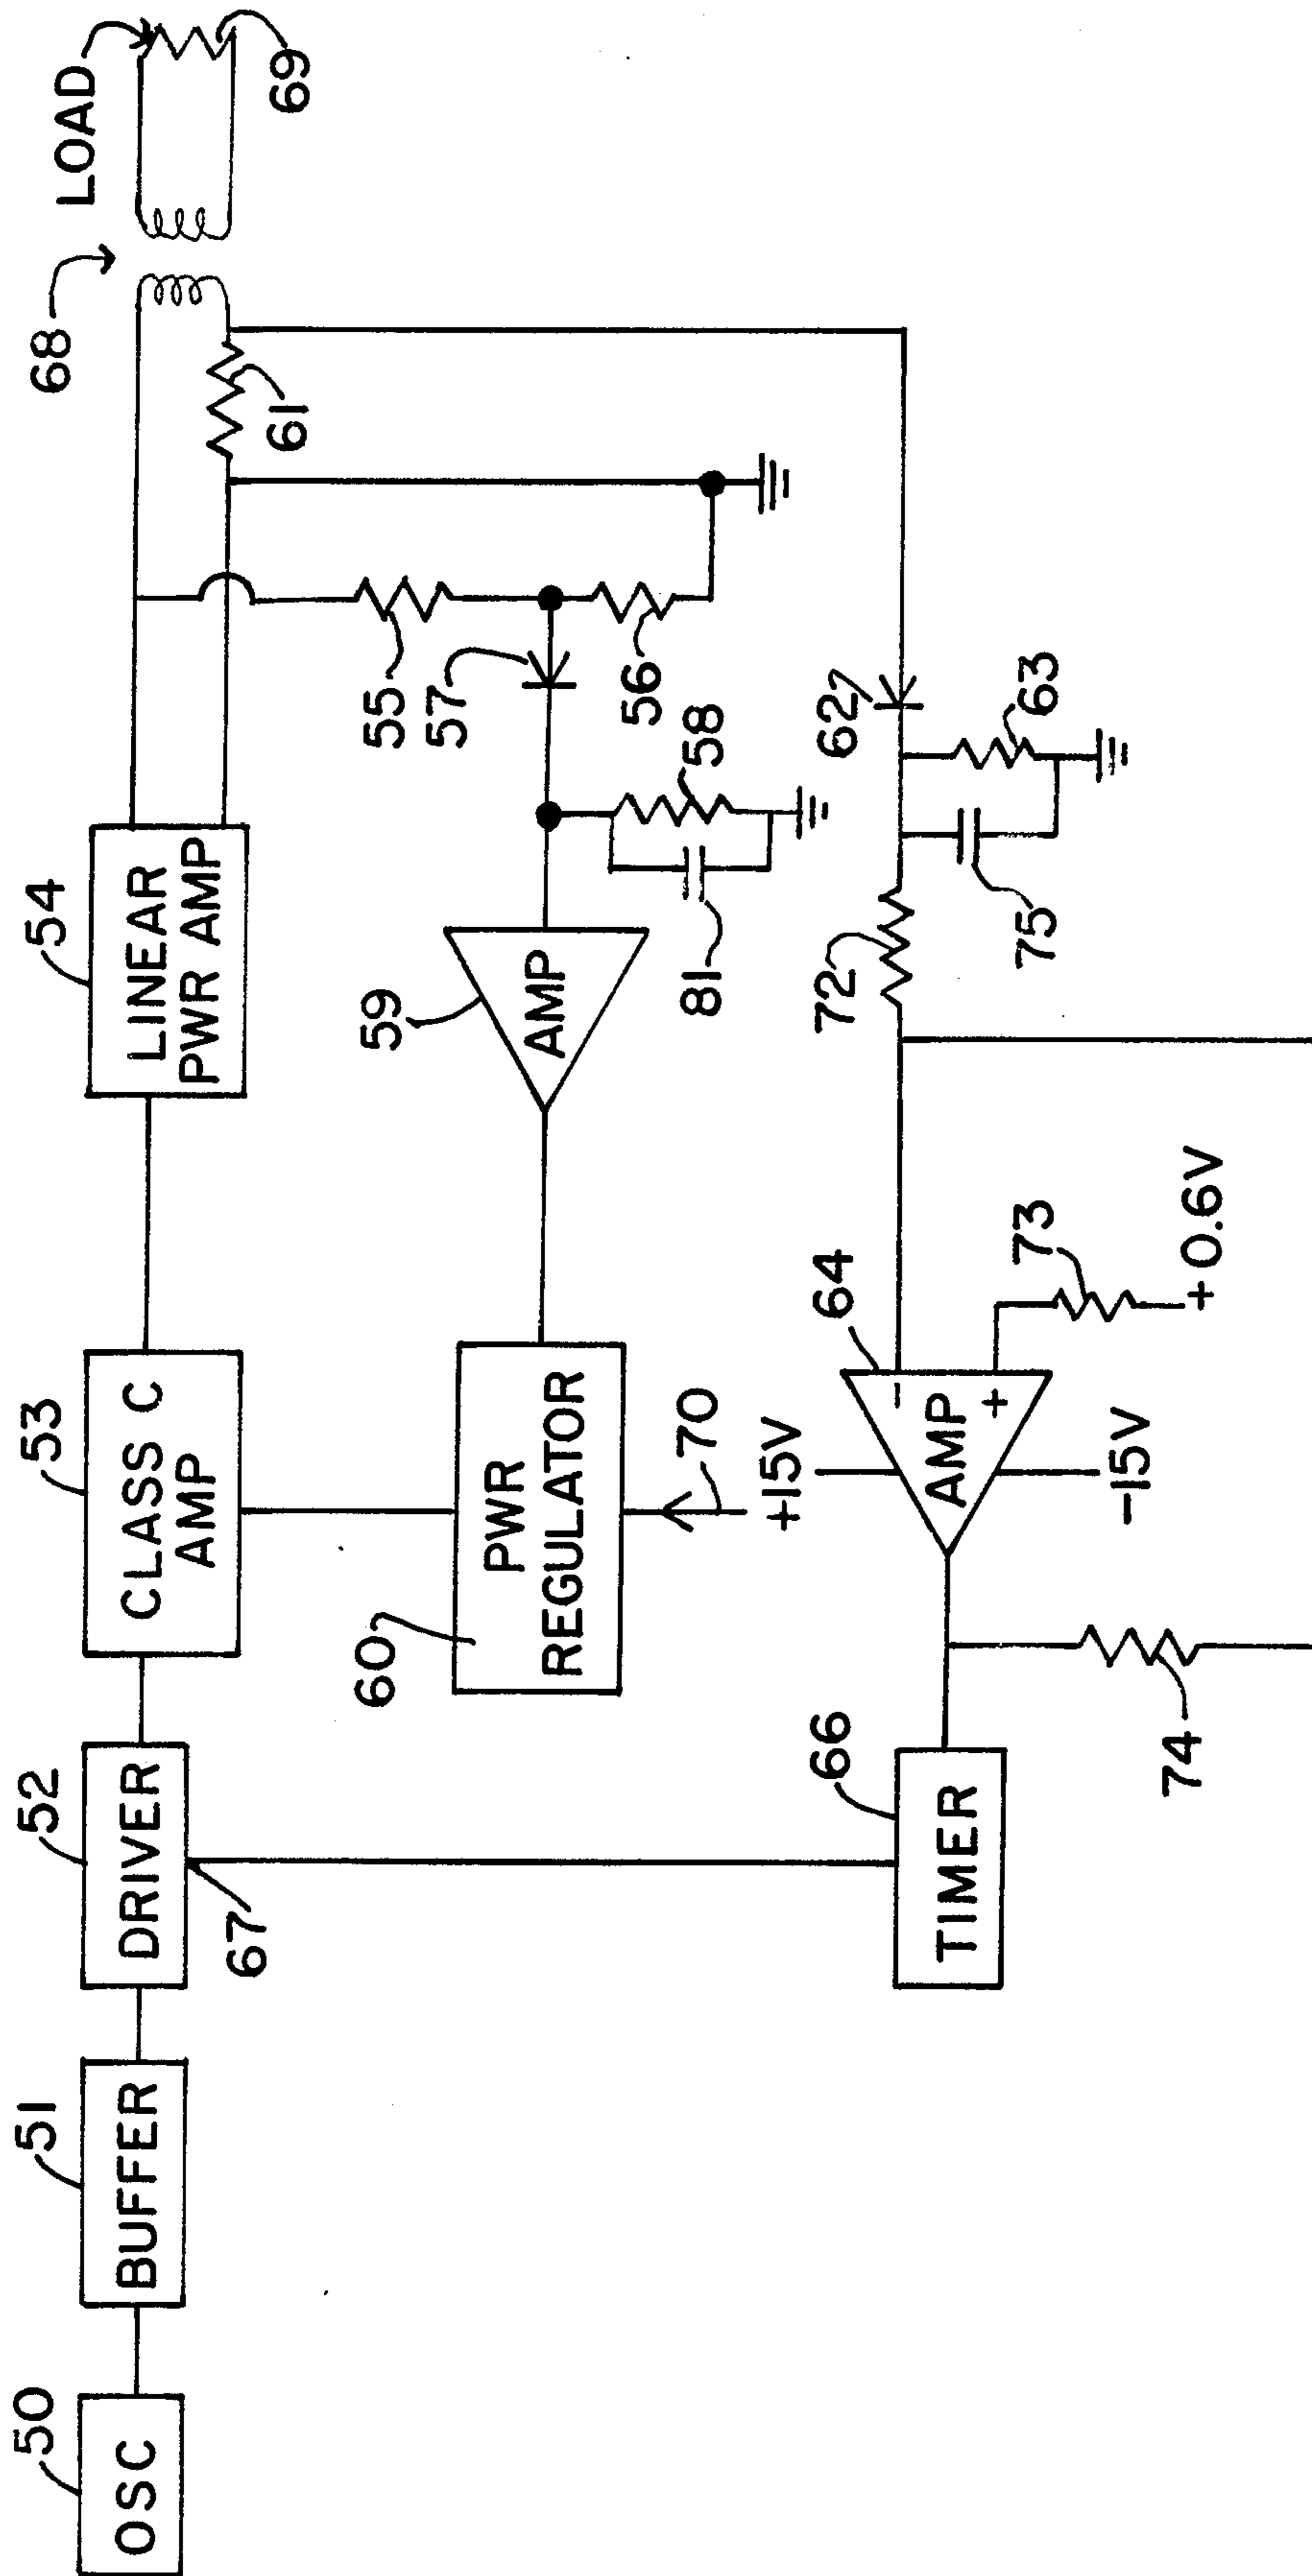 50
OSC
51
BUFFER
52
DRIVER
67
53
CLASS C
AMP
54
LINEAR
PWR AMP
68
LOAD
69
61
55
57
56
58
81
59
AMP
60
PWR
REGULATOR
70
62
63
75
72
64
+15V
-
AMP
+
-15V
73
+0.6V
66
TIMER
74